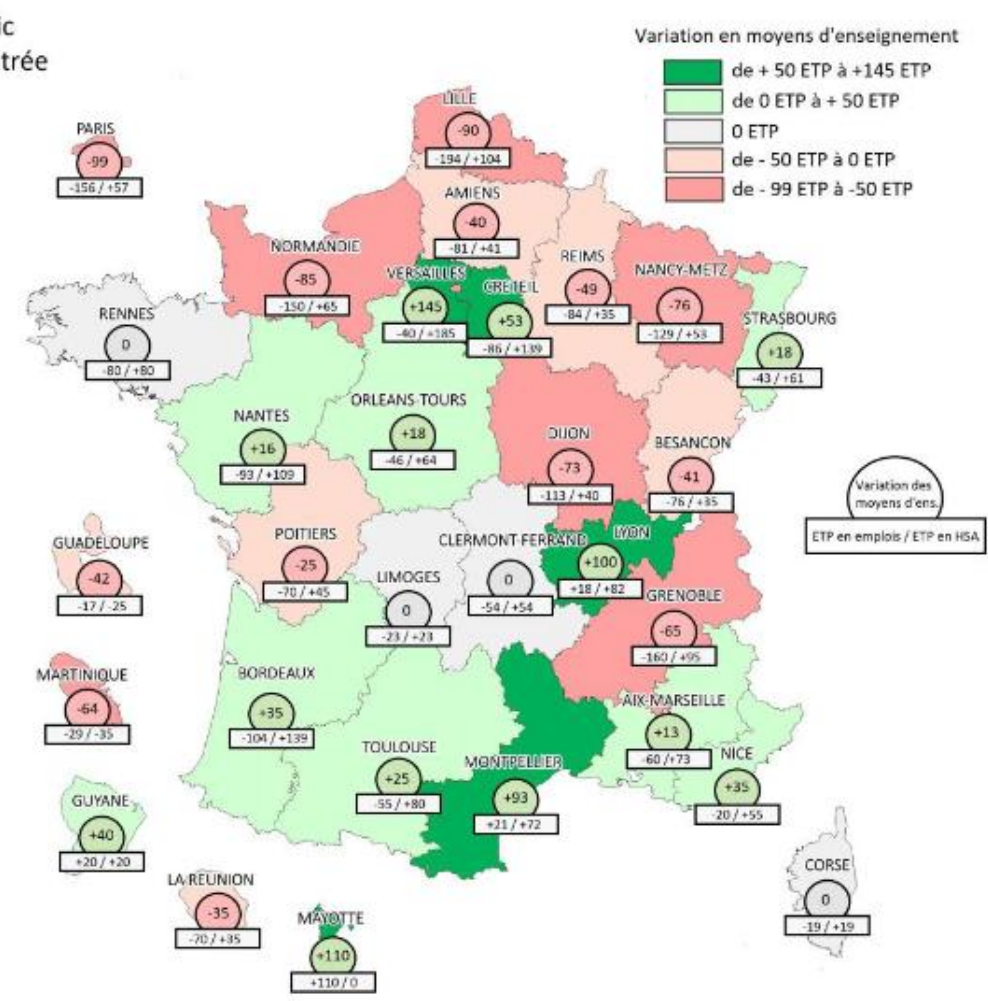 ic
trée
Variation en moyens d'enseignement
de + 50 ETP à +145 ETP
de 0 ETP à + 50 ETP
0 ETP
de - 50 ETP à 0 ETP
de - 99 ETP à -50 ETP
LILLE
-90
-194 / +104
PARIS
-99
-156 / +57
AMIENS
-40
-81 / +41
NORMANDIE
-85
-150 / +65
VERSAILLES
+145
-40 / +185
CRETEIL
+53
-86 / +139
REIMS
-49
-84 / +35
NANCY-METZ
-76
-129 / +53
STRASBOURG
+18
-43 / +61
RENNES
0
-80 / +80
NANTES
+16
-93 / +109
ORLEANS-TOURS
+18
-46 / +64
DIJON
-73
-113 / +40
BESANCON
-41
-76 / +35
Variation des
moyens d'ens.
ETP en emplois / ETP en HSA
GUADELOUPE
-42
-17 / -25
POITIERS
-25
-70 / +45
LIMOGES
0
-23 / +23
CLERMONT-FERRAND
0
-54 / +54
LYON
+100
+18 / +82
GRENOBLE
-65
-160 / +95
MARTINIQUE
-64
-29 / -35
BORDEAUX
+35
-104 / +139
TOULOUSE
+25
-55 / +80
MONTPELLIER
+93
+21 / +72
AIX-MARSEILLE
+13
-60 /+73
NICE
+35
-20 / +55
GUYANE
+40
+20 / +20
LA REUNION
-35
-70 / +35
MAYOTTE
+110
+110 / 0
CORSE
0
-19 / +19